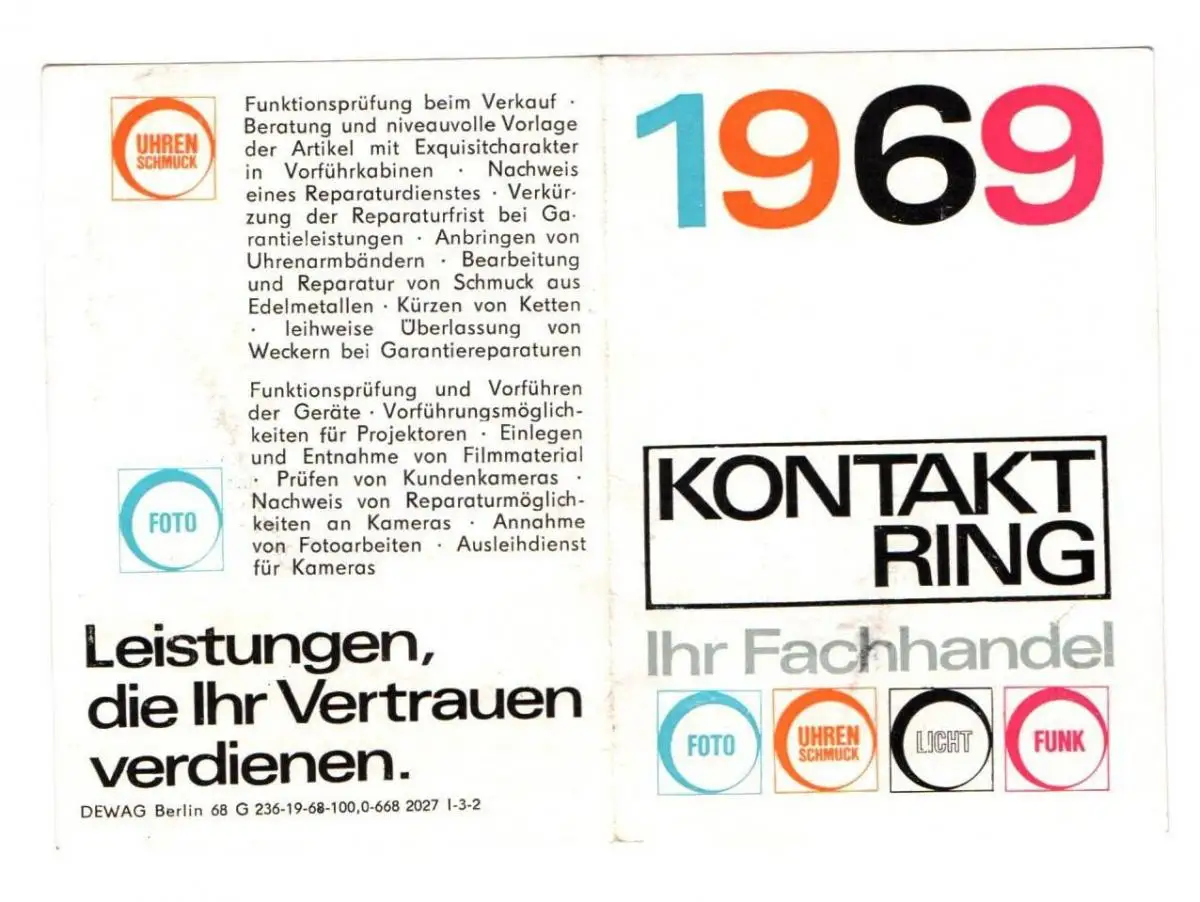 UHREN
SCHMUCK
Funktionsprüfung beim Verkauf ·
Beratung und niveauvolle Vorlage
der Artikel mit Exquisitcharakter
in Vorführkabinen · Nachweis
eines Reparaturdienstes · Verkür-
zung der Reparaturfrist bei Ga-
rantieleistungen · Anbringen von
Uhrenarmbändern · Bearbeitung
und Reparatur von Schmuck aus
Edelmetallen · Kürzen von Ketten
· leihweise Überlassung von
Weckern bei Garantiereparaturen
Funktionsprüfung und Vorführen
der Geräte · Vorführungsmöglich-
keiten für Projektoren · Einlegen
und Entnahme von Filmmaterial
· Prüfen von Kundenkameras ·
Nachweis von Reparaturmöglich-
keiten an Kameras · Annahme
von Fotoarbeiten · Ausleihdienst
für Kameras
FOTO
Leistungen,
die Ihr Vertrauen
verdienen.
DEWAG Berlin 68 G 236-19-68-100,0-668 2027 I-3-2
1969
KONTAKT
RING
Ihr Fachhandel
FOTO
UHREN
SCHMUCK
LICHT
FUNK